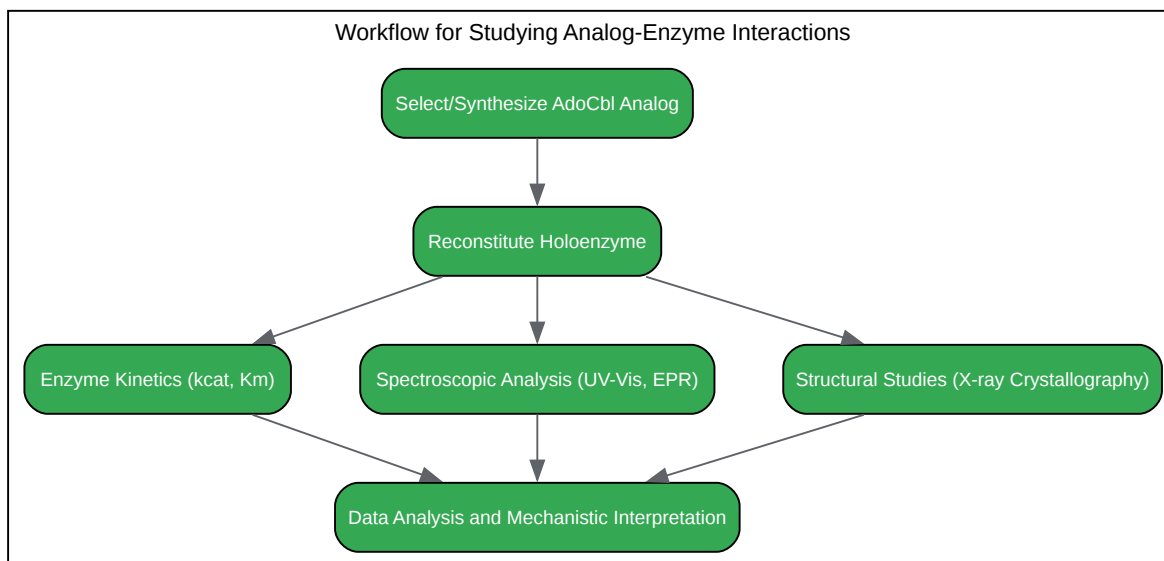 Workflow for Studying Analog-Enzyme Interactions
Select/Synthesize AdoCbl Analog
Reconstitute Holoenzyme
Enzyme Kinetics (kcat, Km)
Spectroscopic Analysis (UV-Vis, EPR)
Structural Studies (X-ray Crystallography)
Data Analysis and Mechanistic Interpretation